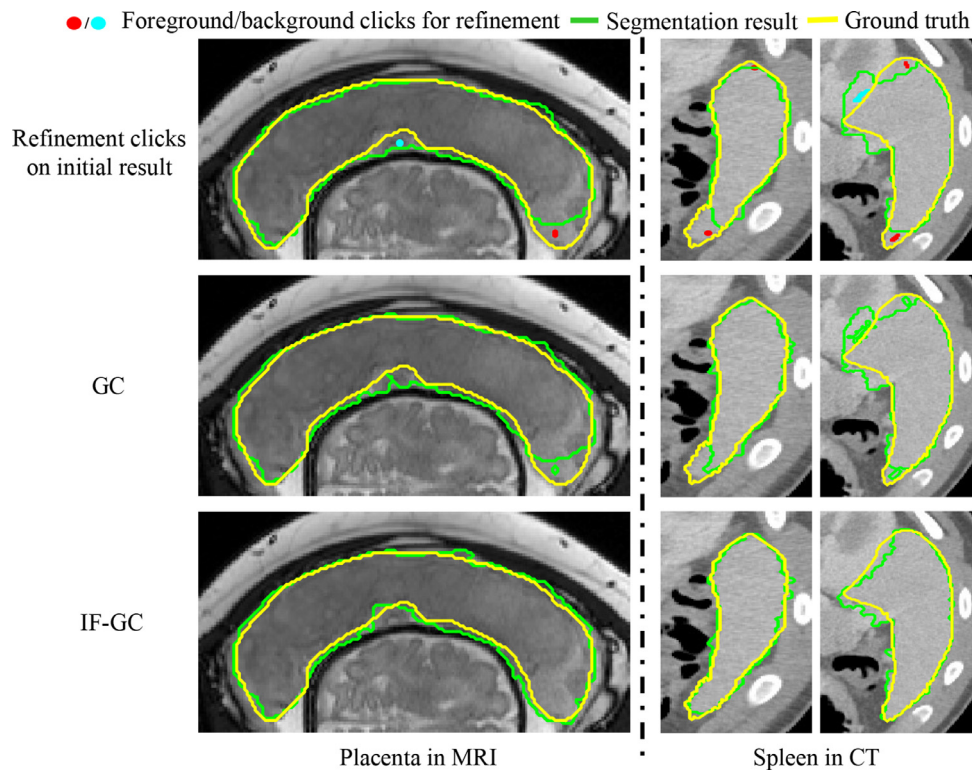 / Foreground/background clicks for refinement Segmentation result Ground truth
Refinement clicks
on initial result
GC
IF-GC
Placenta in MRI Spleen in CT